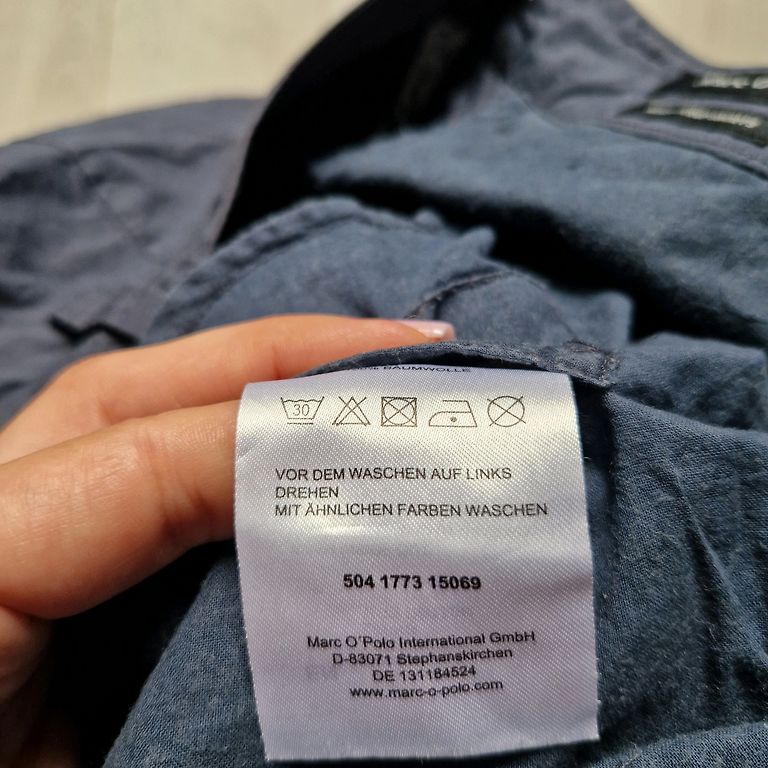 BAUMWOLLE
30
VOR DEM WASCHEN AUF LINKS
DREHEN
MIT ÄHNLICHEN FARBEN WASCHEN
504 1773 15069
Marc O'Polo International GmbH
D-83071 Stephanskirchen
DE 131184524
www.marc-o-polo.com